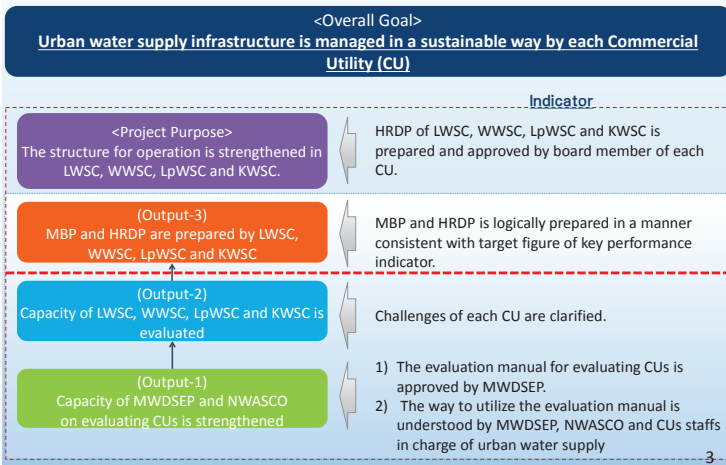 <Overall Goal>
Urban water supply infrastructure is managed in a sustainable way by each Commercial
Utility (CU)
Indicator
<Project Purpose>
The structure for operation is strengthened in
LWSC, WWSC, LpWSC and KWSC.
HRDP of LWSC, WWSC, LpWSC and KWSC is
prepared and approved by board member of each
CU.
(Output-3)
MBP and HRDP are prepared by LWSC,
WWSC, LpWSC and KWSC
MBP and HRDP is logically prepared in a manner
consistent with target figure of key performance
indicator.
(Output-2)
Capacity of LWSC, WWSC, LpWSC and KWSC is
evaluated
Challenges of each CU are clarified.
(Output-1)
Capacity of MWDSEP and NWASCO
on evaluating CUs is strengthened
1) The evaluation manual for evaluating CUs is
approved by MWDSEP.
2) The way to utilize the evaluation manual is
understood by MWDSEP, NWASCO and CUs staffs
in charge of urban water supply
3